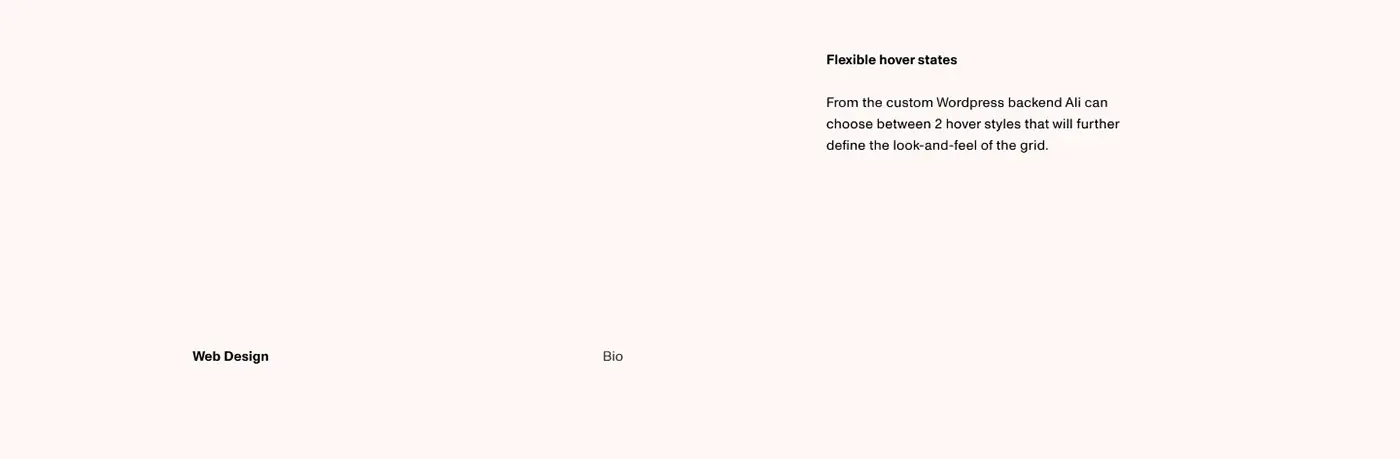 Flexible hover states
From the custom Wordpress backend Ali can
choose between 2 hover styles that will further
define the look-and-feel of the grid.
Web Design
Bio